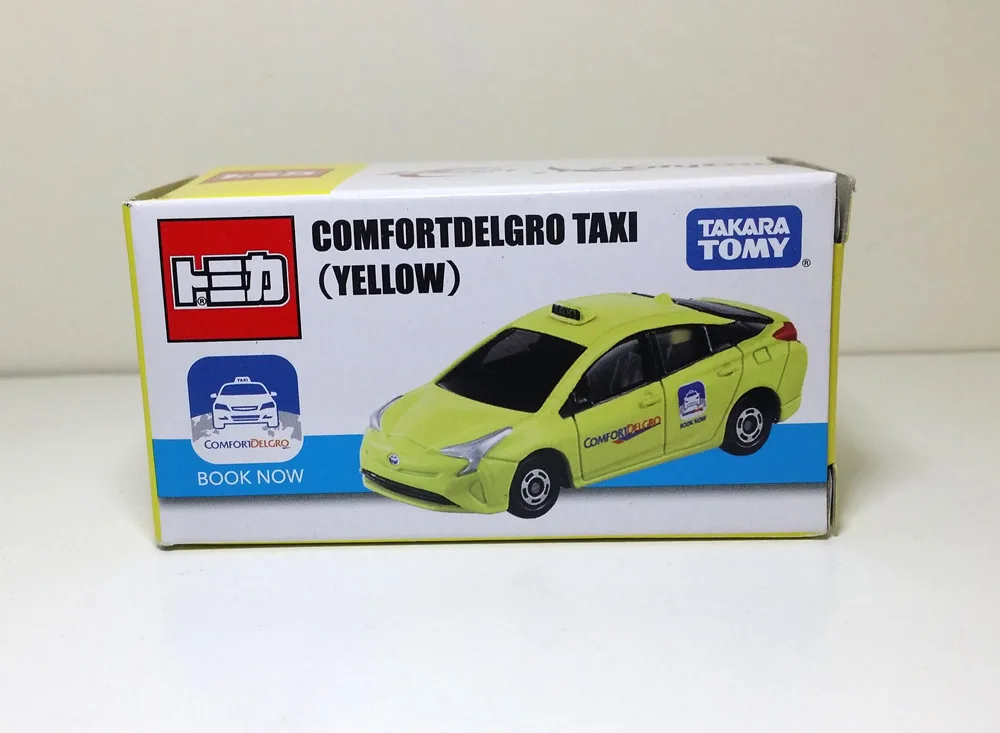 トミカ
COMFORTDELGRO TAXI
(YELLOW)
TAKARA
TOMY
®
®
TAXI
COMFORTDELGRO
BOOK NOW
COMFORTDELGRO
BOOK NOW